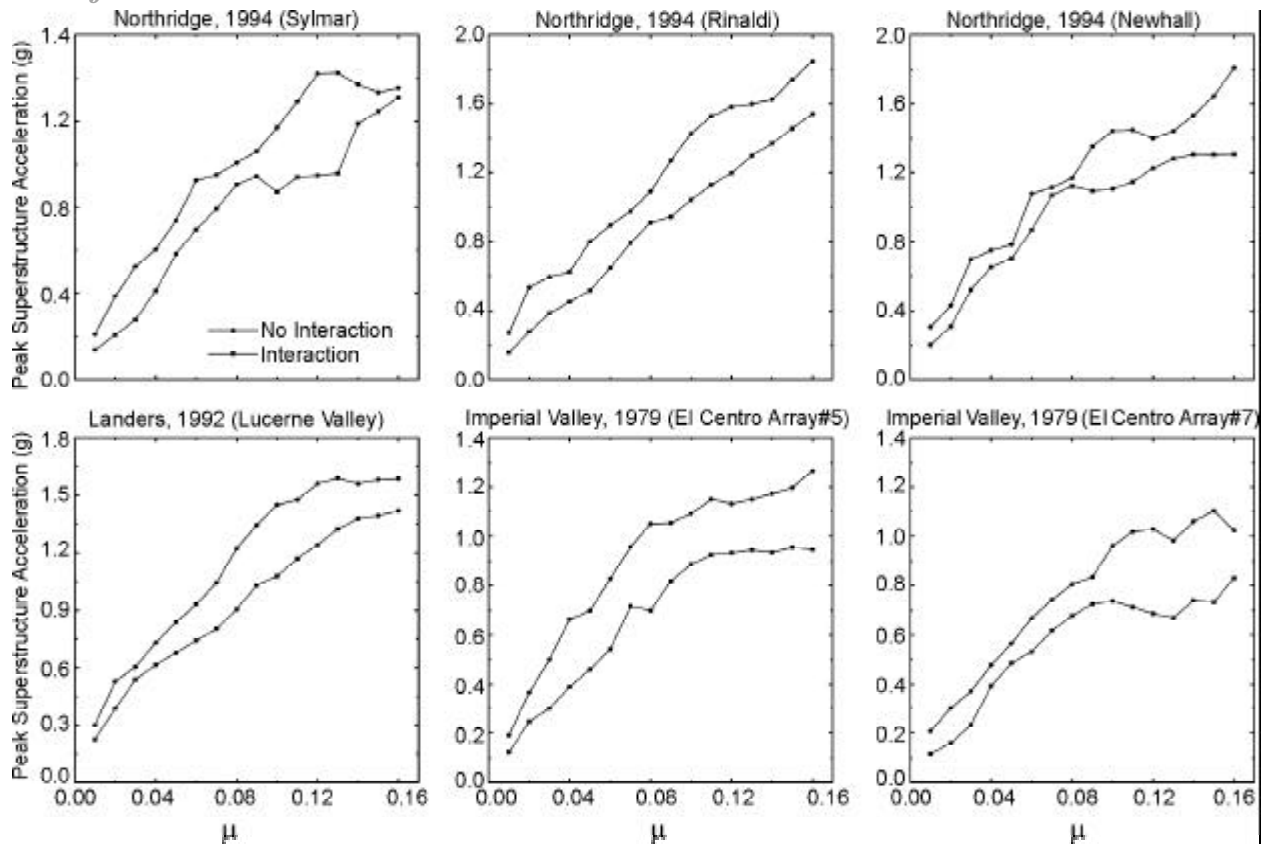 Northridge, 1994 (Sylmar)
Northridge, 1994 (Rinaldi)
Northridge, 1994 (Newhall)
Peak Superstructure Acceleration (g)
1.4
1.2
0.8
0.4
0.0
No Interaction
Interaction
2.0
1.6
1.2
0.8
0.4
0.0
2.0
1.6
1.2
0.8
0.4
0.0
Landers, 1992 (Lucerne Valley)
Imperial Valley, 1979 (El Centro Array#5)
Imperial Valley, 1979 (El Centro Array#7)
Peak Superstructure Acceleration (g)
1.8
1.5
1.2
0.9
0.6
0.3
0.0
1.4
1.2
1.0
0.8
0.6
0.4
0.2
0.0
1.4
1.2
1.0
0.8
0.6
0.4
0.2
0.0
0.00 0.04 0.08 0.12 0.16
0.00 0.04 0.08 0.12 0.16
0.00 0.04 0.08 0.12 0.16
μ
μ
μ